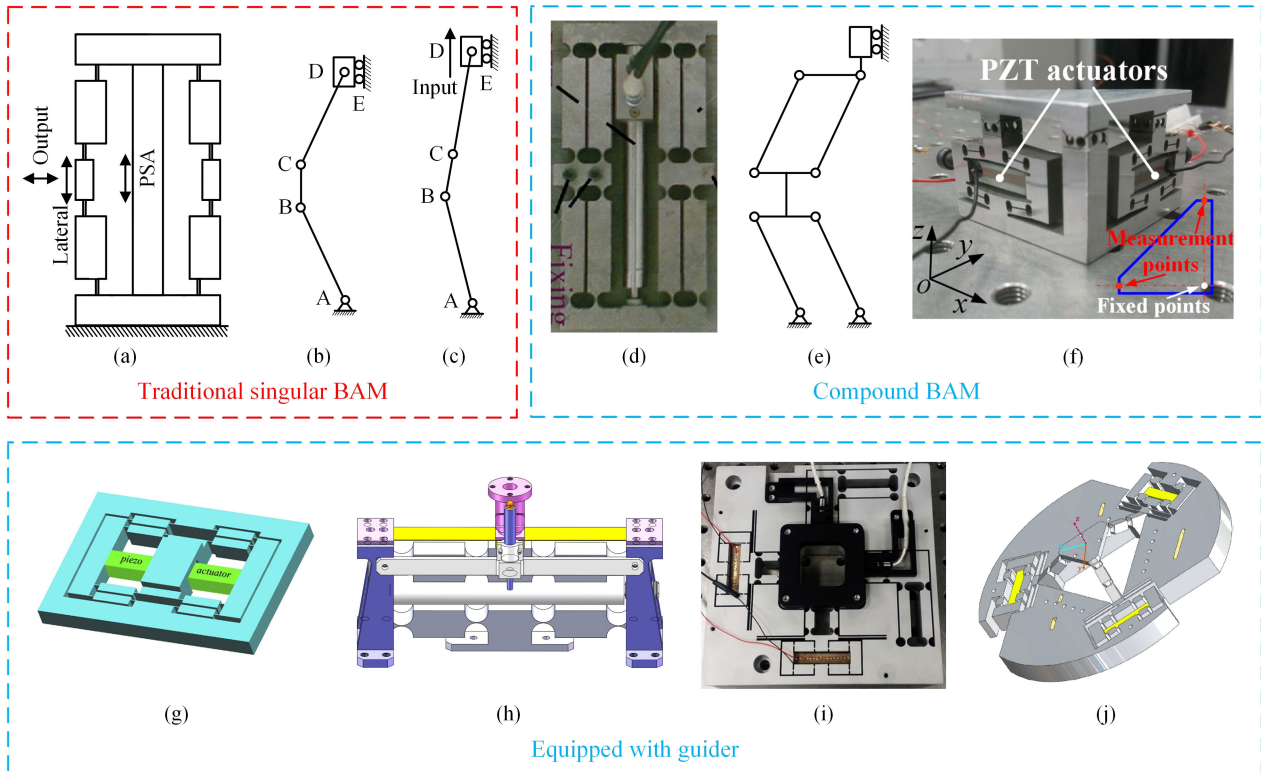 Output
Lateral
PSA
(a)
D
E
C
B
A
(b)
D
Input
E
C
B
A
(c)
Traditional singular BAM
Fixing
(d)
(e)
PZT actuators
z
y
o
x
Measurement
points
Fixed points
(f)
Compound BAM
piezo
actuator
(g)
(h)
(i)
(j)
Equipped with guider